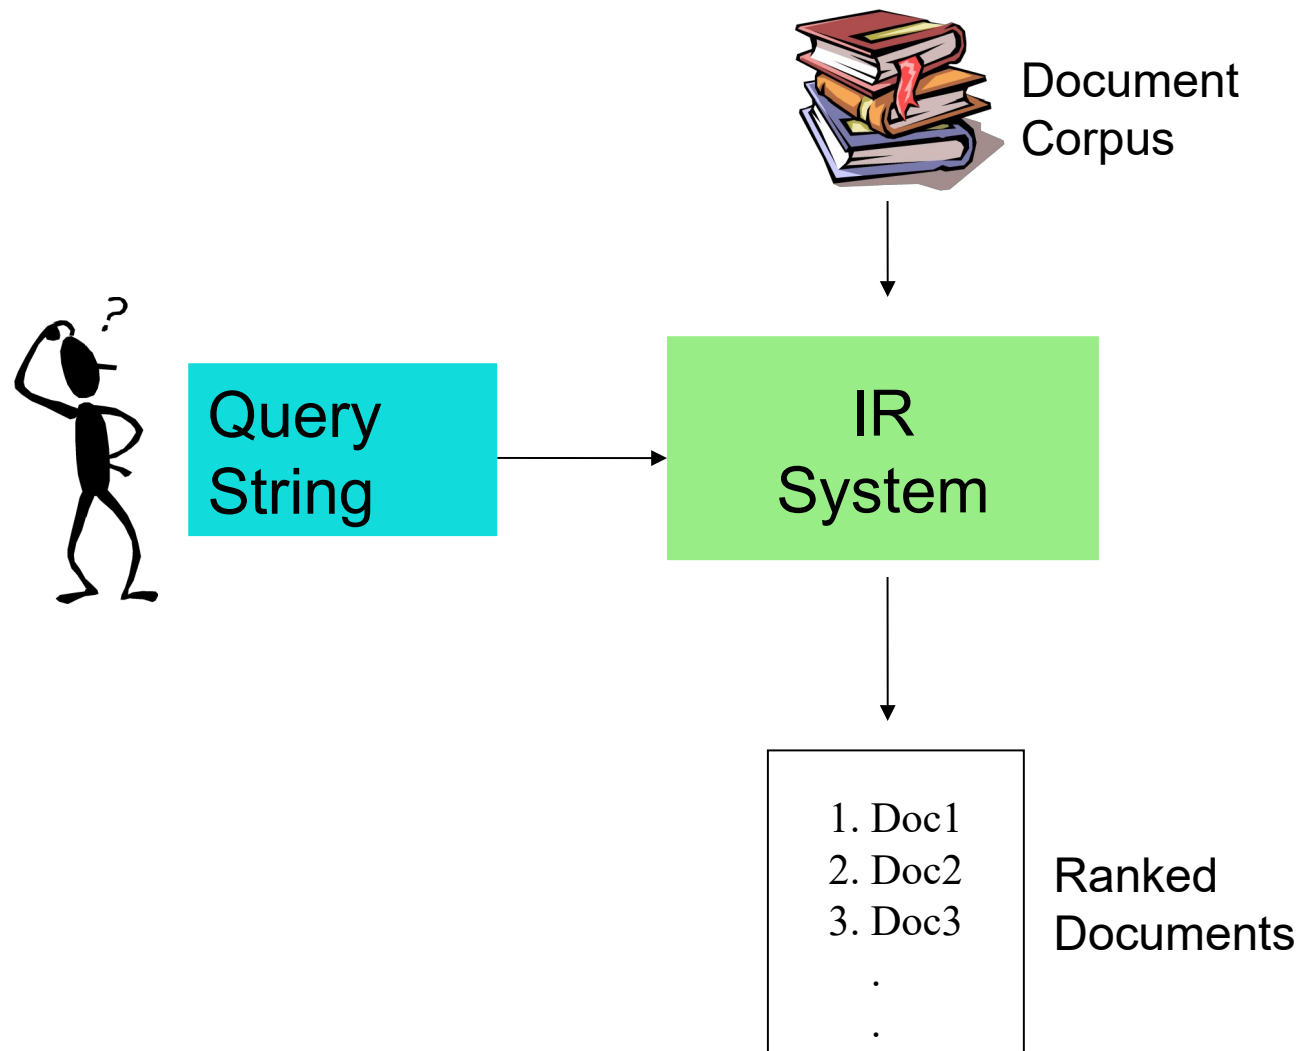 Document
Corpus
?
Query
String
IR
System
1. Doc1
2. Doc2
3. Doc3
.
.
Ranked
Documents